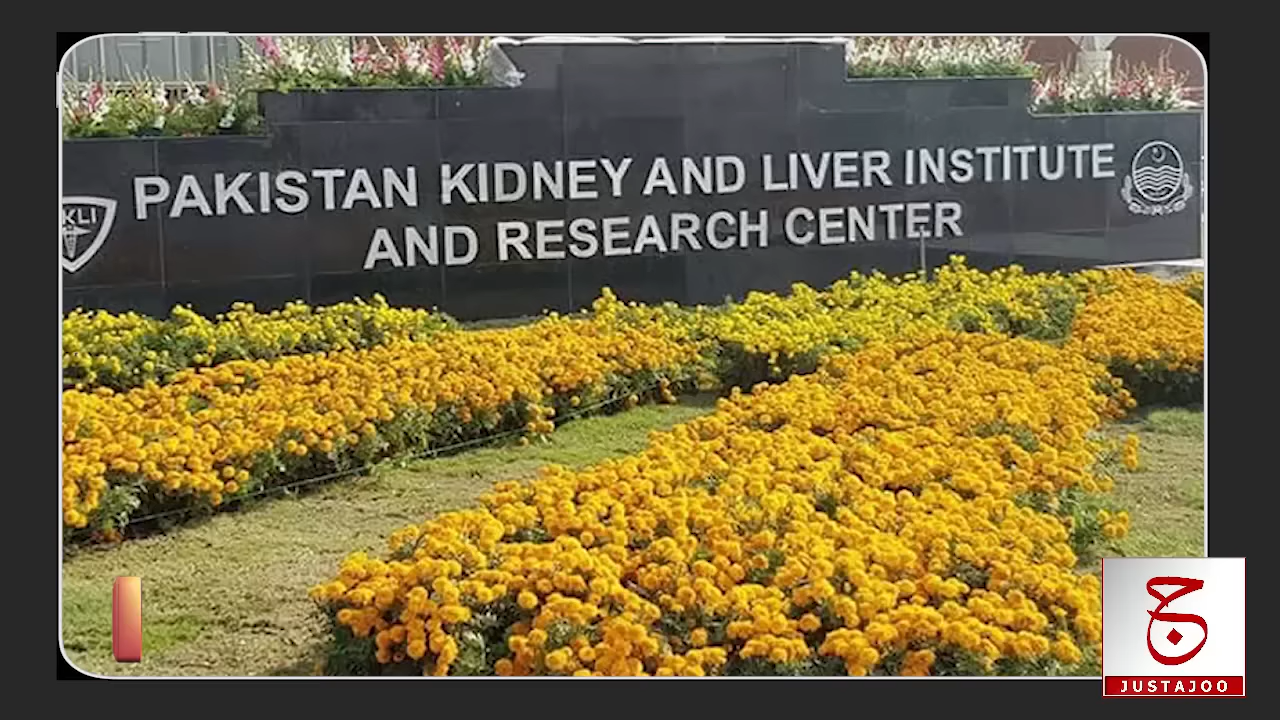 PAKISTAN KIDNEY AND LIVER INSTITUTE
AND RESEARCH CENTER
KLI
ج
JUSTAJOO